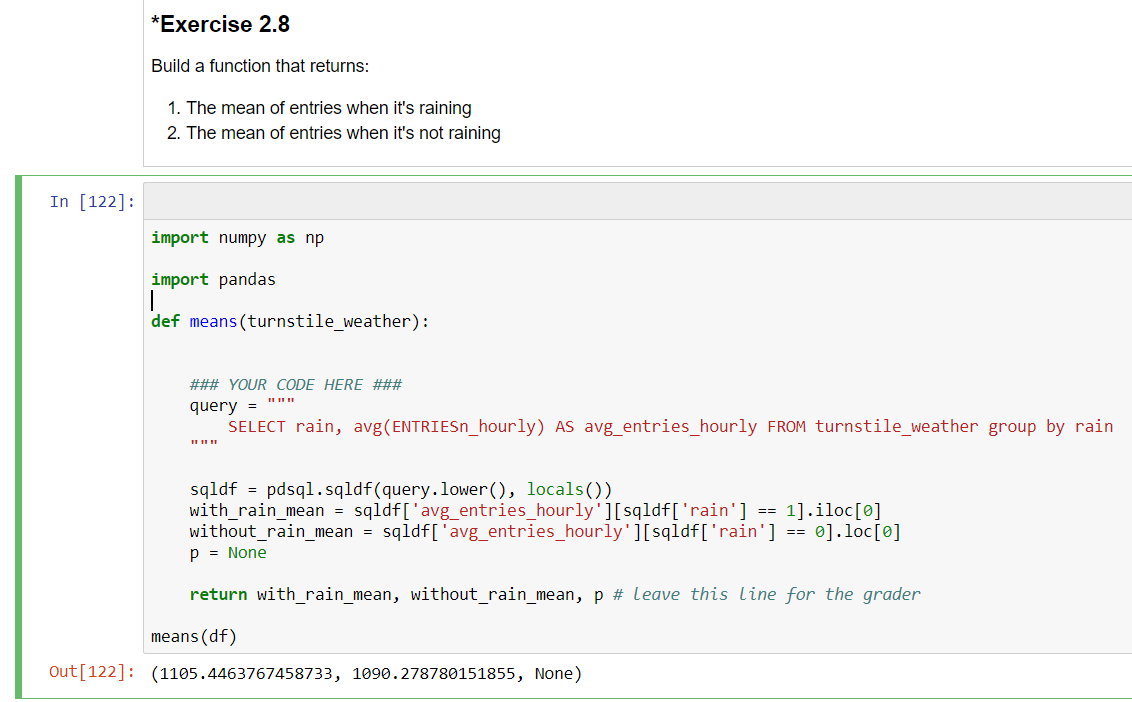 *Exercise 2.8
Build a function that returns:
1. The mean of entries when it's raining
2. The mean of entries when it's not raining
In [122]:
import numpy as np
import pandas
def means(turnstile_weather):
### YOUR CODE HERE ###
query = """
SELECT rain, avg(ENTRIESn_hourly) AS avg_entries_hourly FROM turnstile_weather group by rain
"""
sqldf = pdsql.sqldf(query.lower(), locals())
with_rain_mean = sqldf['avg_entries_hourly'][sqldf['rain'] == 1].iloc[0]
without_rain_mean = sqldf['avg_entries_hourly'][sqldf['rain'] == 0].loc[0]
p = None
return with_rain_mean, without_rain_mean, p # leave this line for the grader
means(df)
Out[122]: (1105.4463767458733, 1090.278780151855, None)